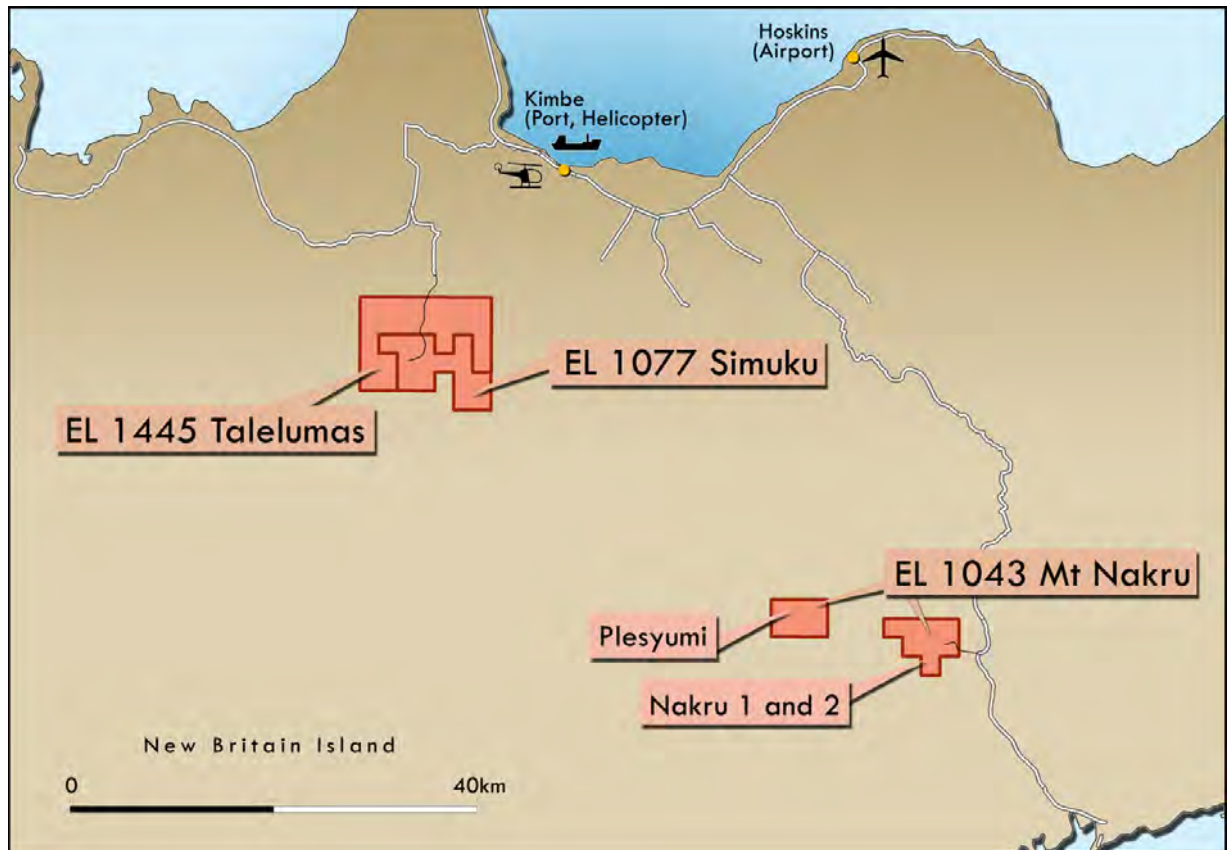 Hoskins
(Airport)
Kimbe
(Port, Helicopter)
EL 1077 Simuku
EL 1445 Talelumas
EL 1043 Mt Nakru
Plesyumi
Nakru 1 and 2
New Britain Island
0 40km